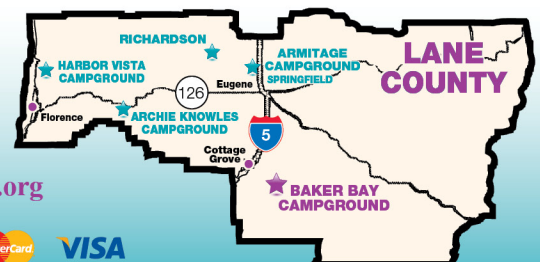 RICHARDSON
HARBOR VISTA
CAMPGROUND
ARMITAGE
CAMPGROUND
SPRINGFIELD
LANE
COUNTY
126
Eugene
Florence
ARCHIE KNOWLES
CAMPGROUND
5
Cottage
Grove
BAKER BAY
CAMPGROUND
.org
VISA